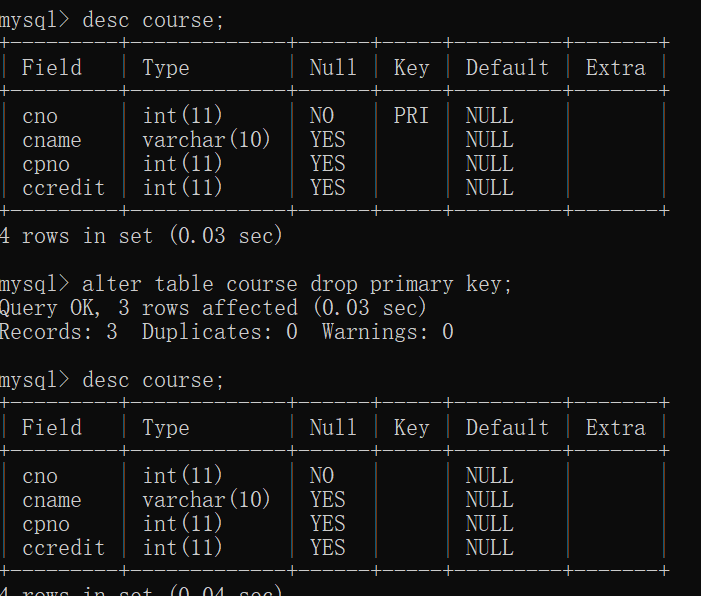 mysql> desc course;
+----------+-------------+------+-----+---------+-------+
| Field    | Type        | Null | Key | Default | Extra |
+----------+-------------+------+-----+---------+-------+
| cno      | int(11)     | NO   | PRI | NULL    |       |
| cname    | varchar(10) | YES  |     | NULL    |       |
| cpno     | int(11)     | YES  |     | NULL    |       |
| ccredit  | int(11)     | YES  |     | NULL    |       |
+----------+-------------+------+-----+---------+-------+
4 rows in set (0.03 sec)
mysql> alter table course drop primary key;
Query OK, 3 rows affected (0.03 sec)
Records: 3  Duplicates: 0  Warnings: 0
mysql> desc course;
+----------+-------------+------+-----+---------+-------+
| Field    | Type        | Null | Key | Default | Extra |
+----------+-------------+------+-----+---------+-------+
| cno      | int(11)     | NO   |     | NULL    |       |
| cname    | varchar(10) | YES  |     | NULL    |       |
| cpno     | int(11)     | YES  |     | NULL    |       |
| ccredit  | int(11)     | YES  |     | NULL    |       |
+----------+-------------+------+-----+---------+-------+
4 rows in set (0.04 sec)